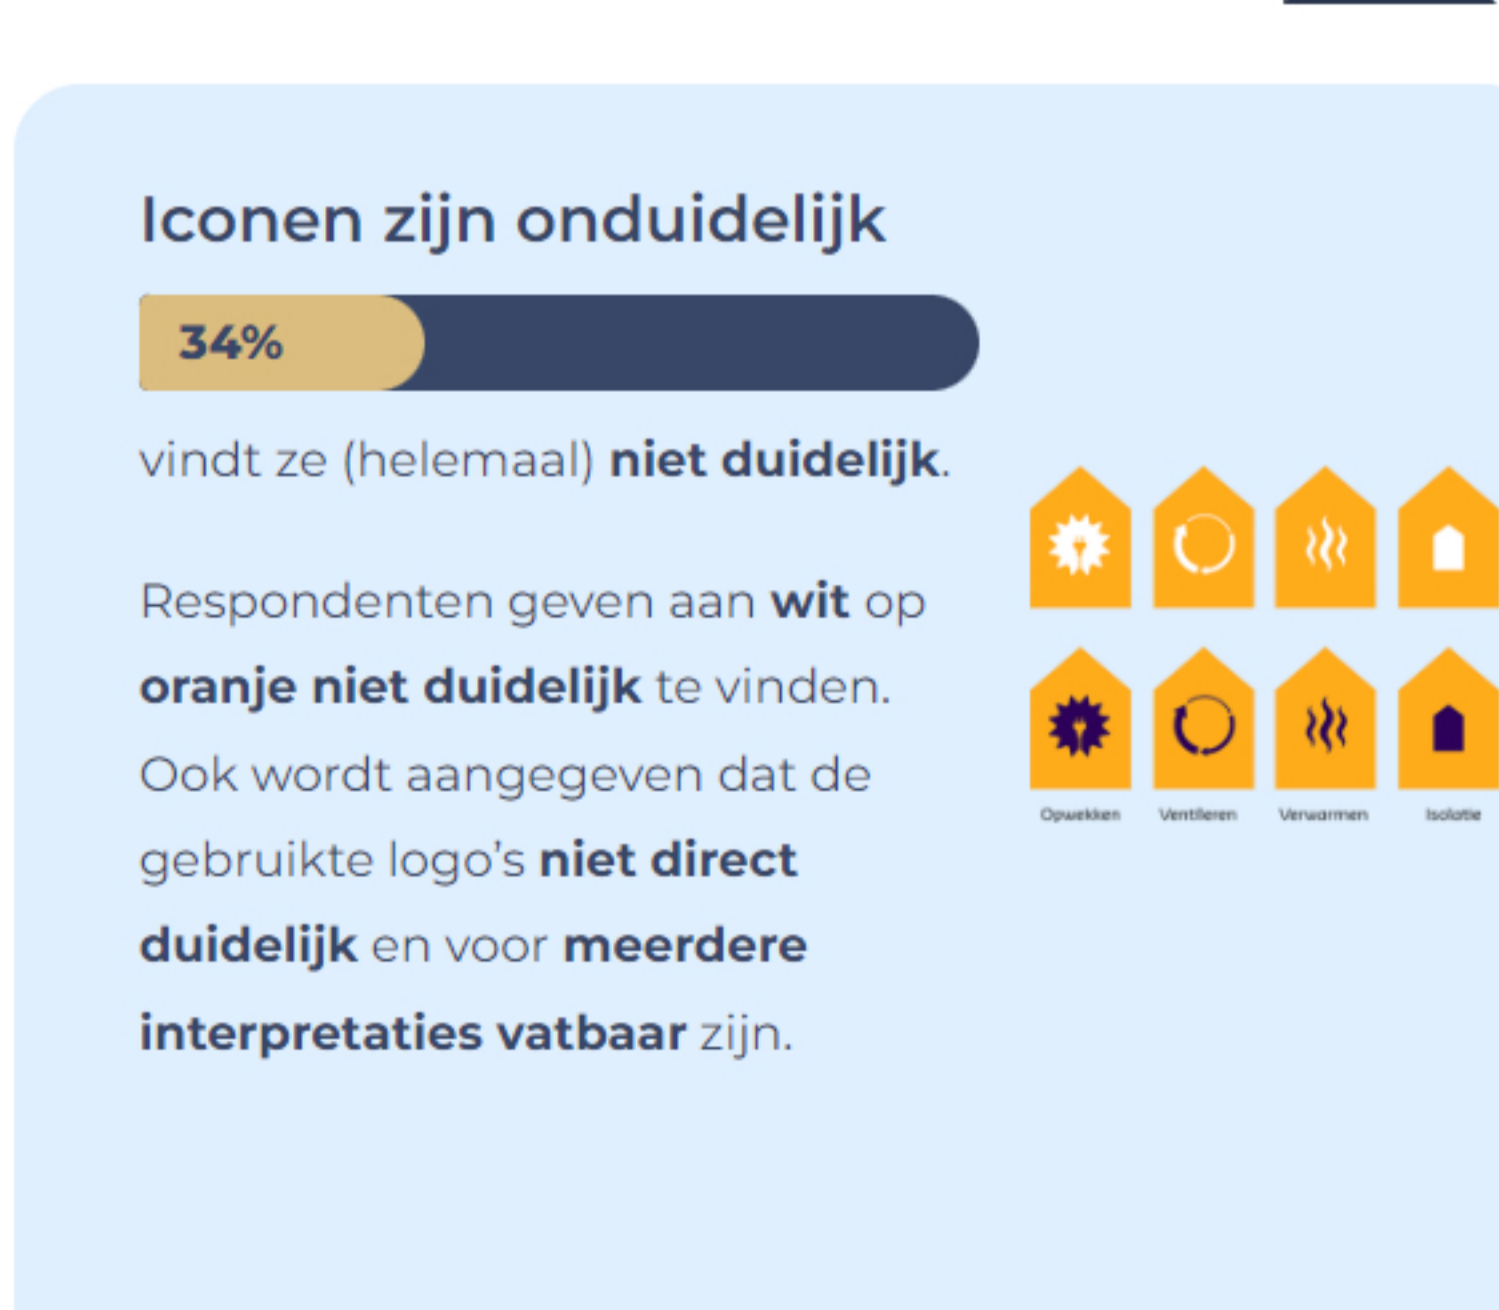 Iconen zijn onduidelijk
34%
vindt ze (helemaal) niet duidelijk.
Respondenten geven aan wit op
oranje niet duidelijk te vinden.
Ook wordt aangegeven dat de
gebruikte logo’s niet direct
duidelijk en voor meerdere
interpretaties vatbaar zijn.
Opwekken Ventileren Verwarmen Isolatie